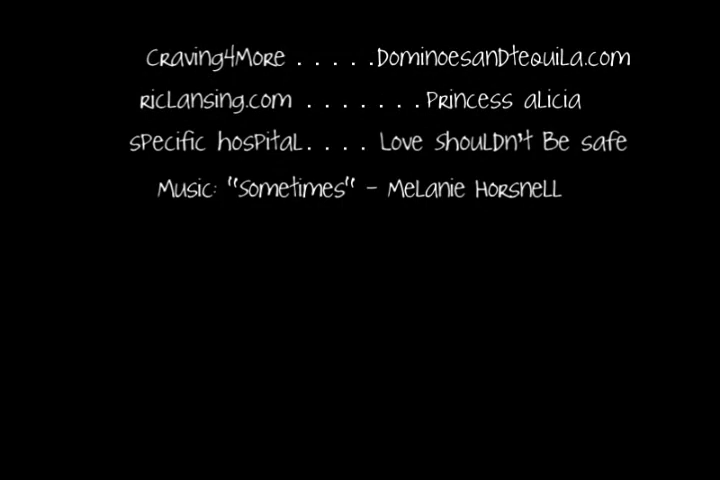 Craving4More . . . . .DominoesandTequila.com
ricLansing.com . . . . . . . Princess alicia
specific hospital. . . . Love shouldn't Be safe
Music: "Sometimes" - Melanie Horsnell